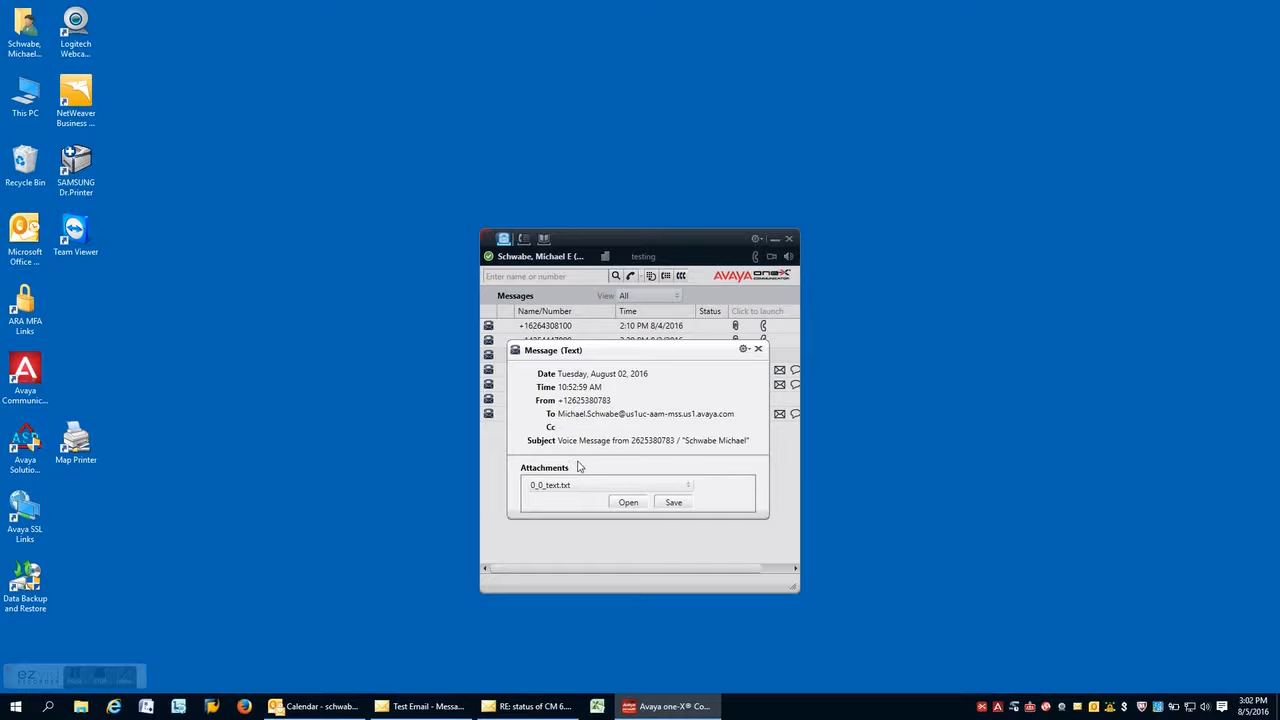 Schwabe,
Michael...
Logitech
Webca...
This PC
NetWeaver
Business ...
Recycle Bin
SAMSUNG
Dr.Printer
Microsoft
Office ...
Team Viewer
ARA MFA
Links
Avaya
Communic...
Avaya
Solutio...
Map Printer
Avaya SSL
Links
Data Backup
and Restore
Schwabe, Michael E (...
testing
Enter name or number
AVAYA one-X
COMMUNICATOR
Messages
View All
Name/Number Time Status Click to launch
+16264308100 2:10 PM 8/4/2016
Message (Text)
Date Tuesday, August 02, 2016
Time 10:52:59 AM
From +12625380783
To Michael.Schwabe@us1uc-aam-mss.us1.avaya.com
Cc
Subject Voice Message from 2625380783 / "Schwabe Michael"
Attachments
0_0_text.txt
Open Save
ezvid
RECORDER
Calendar - schwab...
Test Email - Messa...
RE: status of CM 6....
Avaya one-X® Co...
3:02 PM
8/5/2016